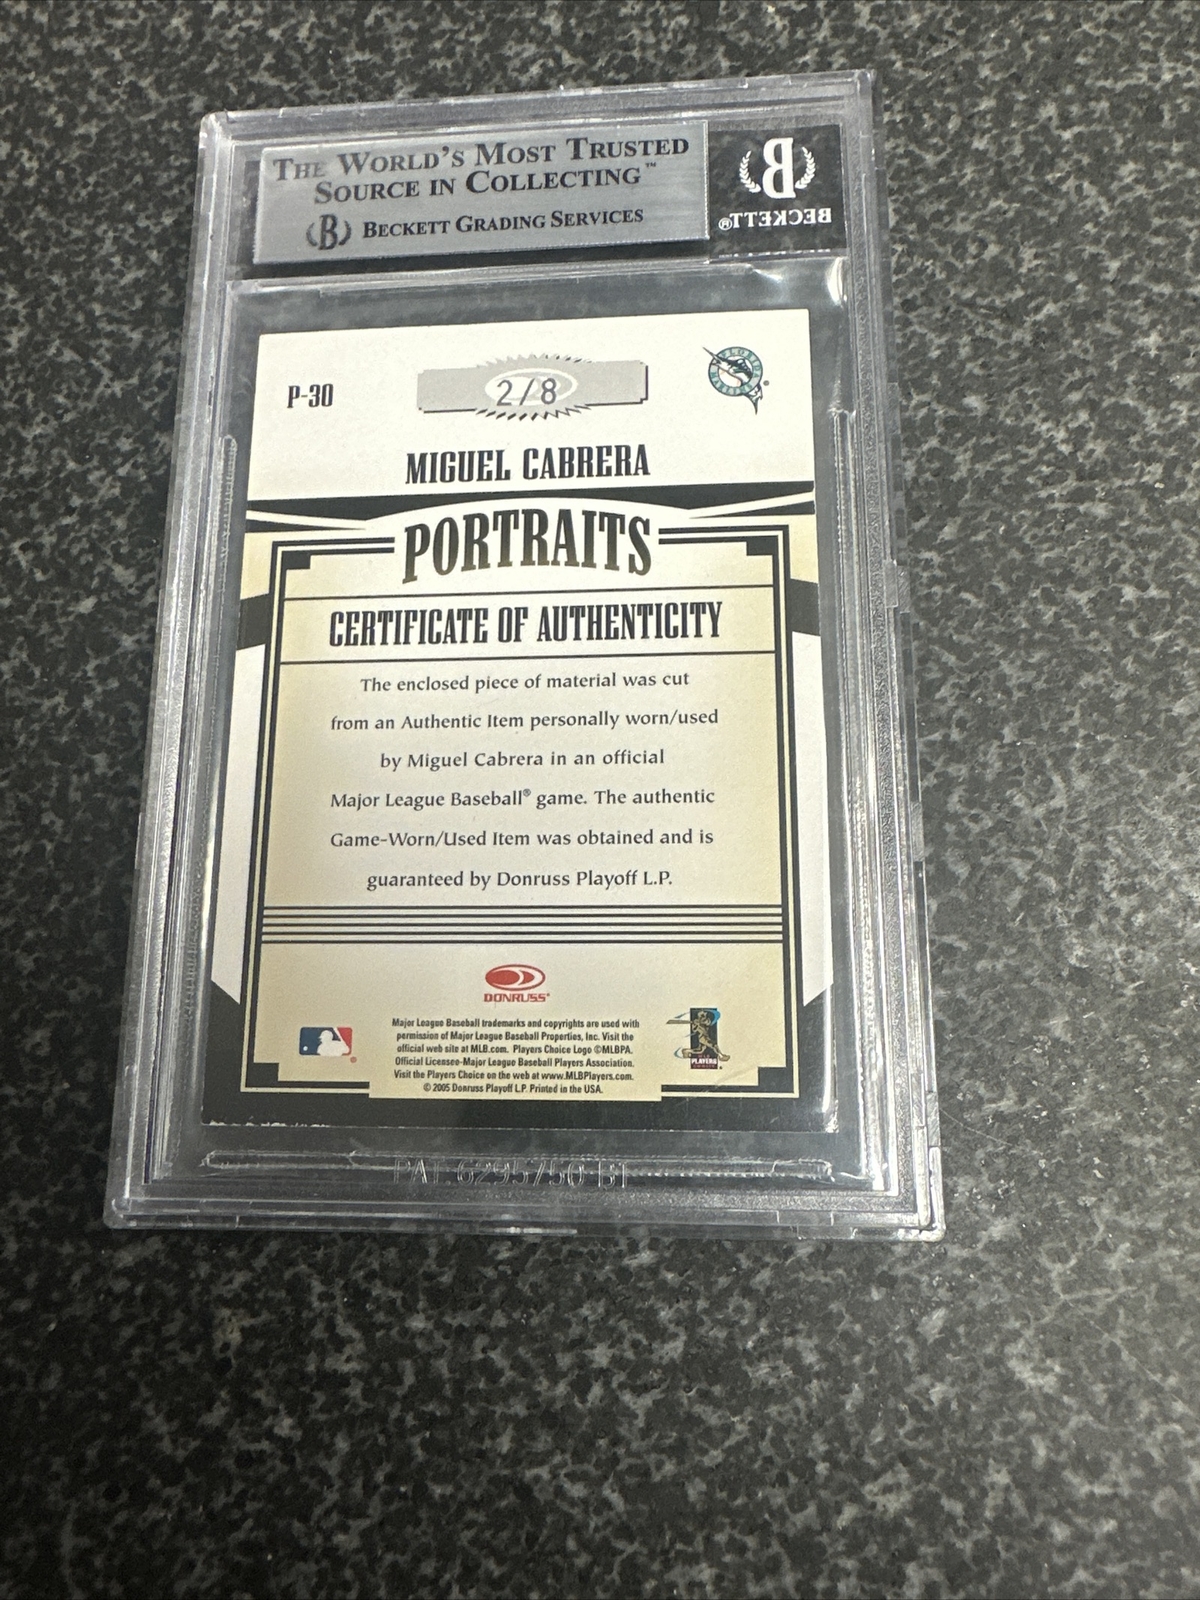 THE WORLD'S MOST TRUSTED
SOURCE IN COLLECTING™
B BECKETT GRADING SERVICES
B
BECKETT®
P-30
2/8
MIGUEL CABRERA
PORTRAITS
CERTIFICATE OF AUTHENTICITY
The enclosed piece of material was cut
from an Authentic Item personally worn/used
by Miguel Cabrera in an official
Major League Baseball® game. The authentic
Game-Worn/Used Item was obtained and is
guaranteed by Donruss Playoff L.P.
DONRUSS®
Major League Baseball trademarks and copyrights are used with
permission of Major League Baseball Properties, Inc. Visit the
official web site at MLB.com. Players Choice Logo ©MLBPA.
Official Licensee-Major League Baseball Players Association.
Visit the Players Choice on the web at www.MLBPlayers.com.
© 2005 Donruss Playoff L.P. Printed in the USA.
PLAYERS
PAT 6295750 B1